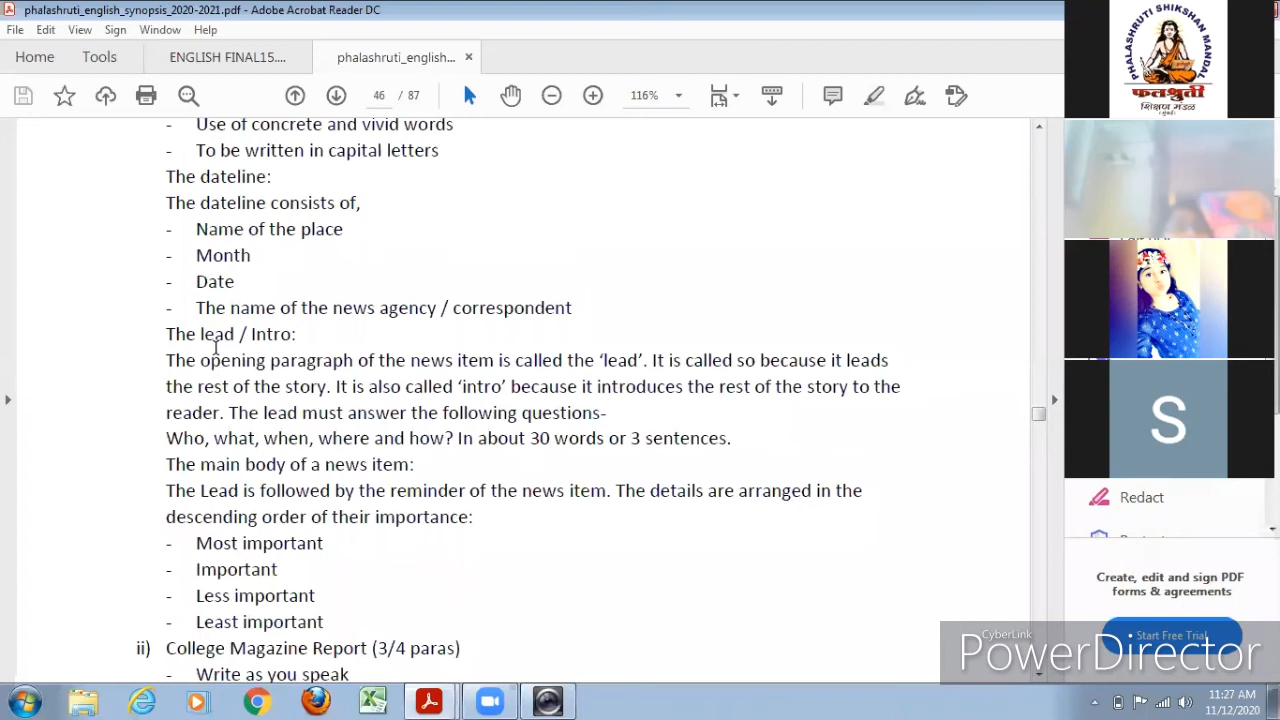 phalashruti_english_synopsis_2020-2021.pdf - Adobe Acrobat Reader DC
File Edit View Sign Window Help
Home Tools ENGLISH FINAL15.... phalashruti_english... ×
46 / 87 116%
- Use of concrete and vivid words
- To be written in capital letters
The dateline:
The dateline consists of,
- Name of the place
- Month
- Date
- The name of the news agency / correspondent
The lead / Intro:
The opening paragraph of the news item is called the ‘lead’. It is called so because it leads
the rest of the story. It is also called ‘intro’ because it introduces the rest of the story to the
reader. The lead must answer the following questions-
Who, what, when, where and how? In about 30 words or 3 sentences.
The main body of a news item:
The Lead is followed by the reminder of the news item. The details are arranged in the
descending order of their importance:
- Most important
- Important
- Less important
- Least important
ii) College Magazine Report (3/4 paras)
- Write as you speak
PHALASHRUTI SHIKSHAN MANDAL
फलश्रुती
शिक्षण मंडळ
S
Redact
Create, edit and sign PDF
forms & agreements
Start Free Trial
CyberLink
PowerDirector
11:27 AM
11/12/2020